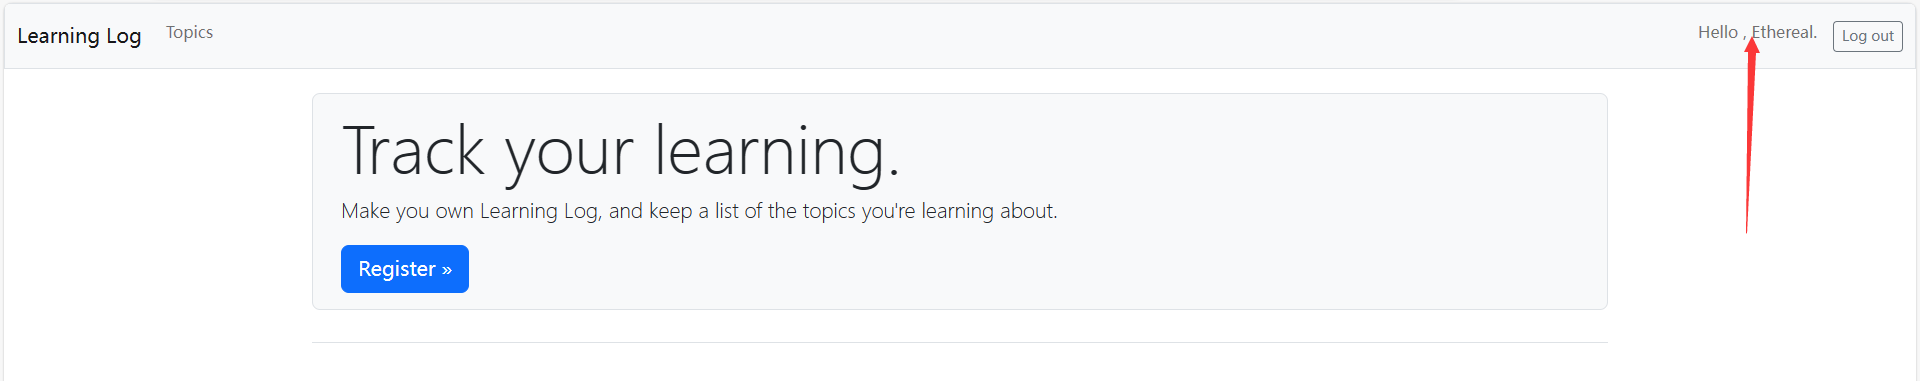 Learning Log Topics Hello , Ethereal. Log out
Track your learning.
Make you own Learning Log, and keep a list of the topics you're learning about.
Register »